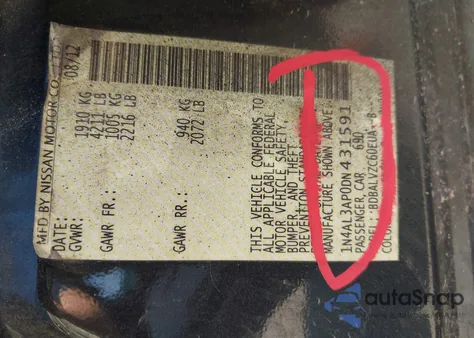 MFD BY NISSAN MOTOR CO., LTD.
DATE: 08/12
GVWR: 1910 KG
4211 LB
GAWR FR.: 1005 KG
2216 LB
GAWR RR.: 940 KG
2072 LB
THIS VEHICLE CONFORMS TO
ALL APPLICABLE FEDERAL
MOTOR VEHICLE SAFETY,
BUMPER, AND THEFT
PREVENTION
MANUFACTURE SHOWN ABOVE.
1N4AL3AP0DN431591
PASSENGER CAR
autoSnap